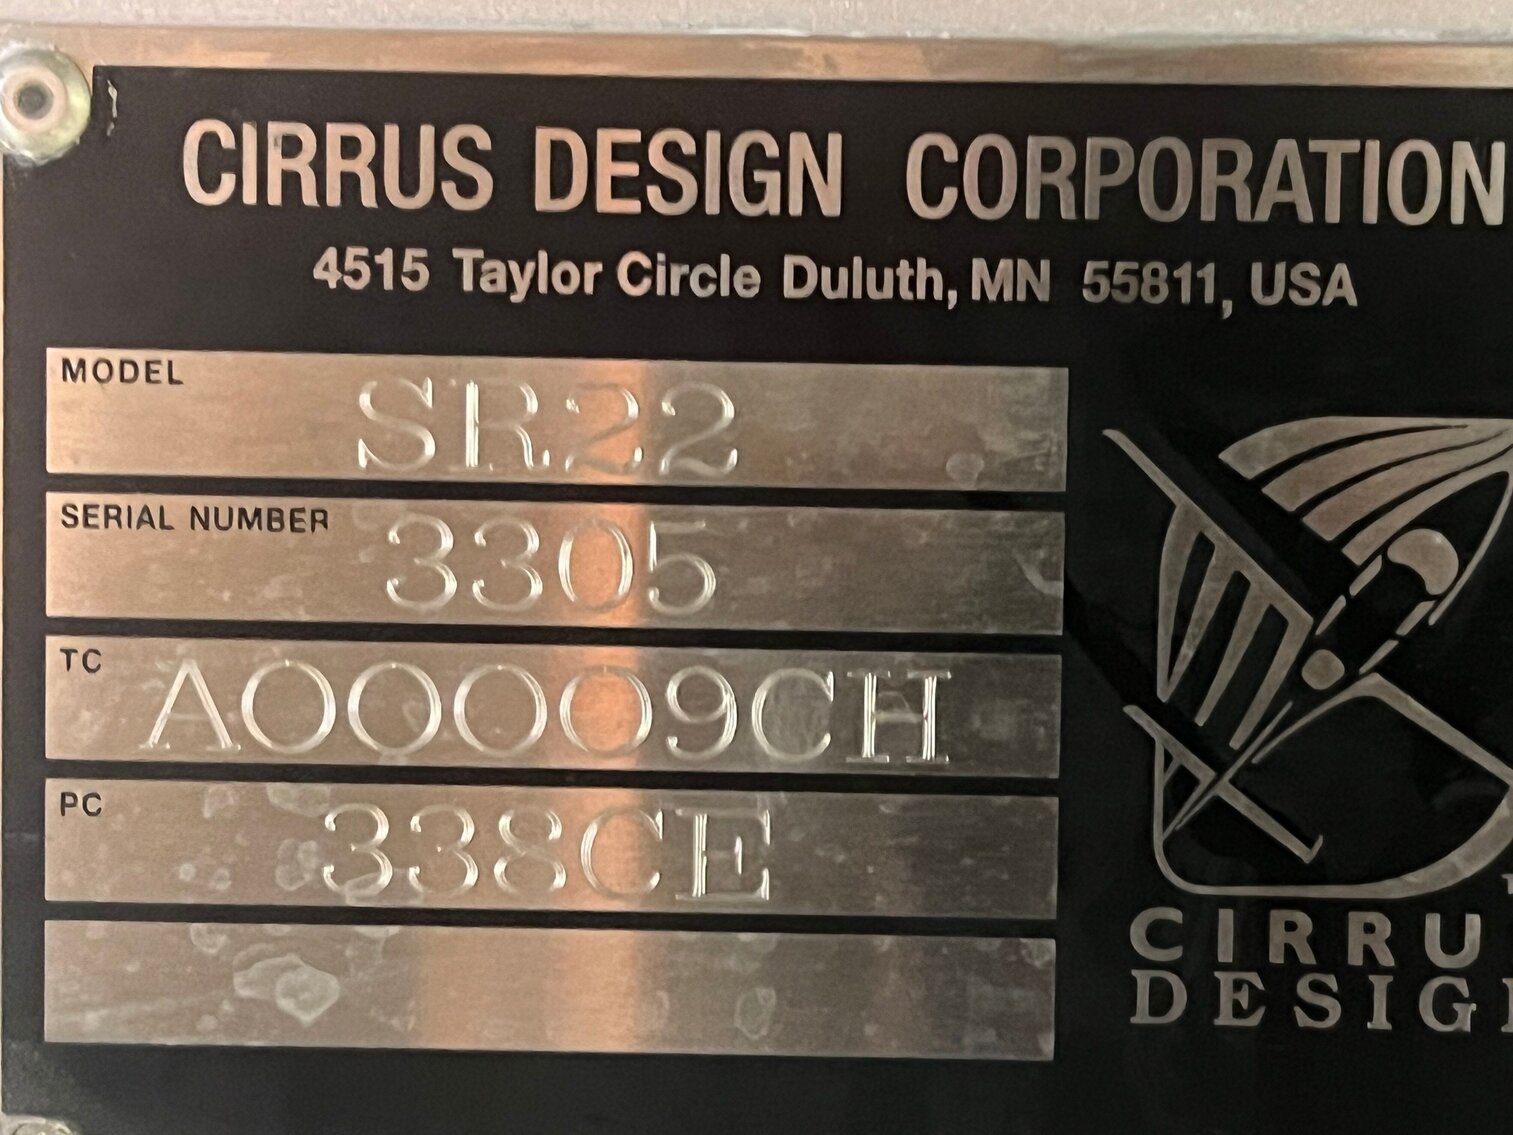 CIRRUS DESIGN CORPORATION
4515 Taylor Circle Duluth, MN 55811, USA
MODEL
SR22
SERIAL NUMBER
3305
TC
A00009CH
PC
338CE
CIRRU
DESIG